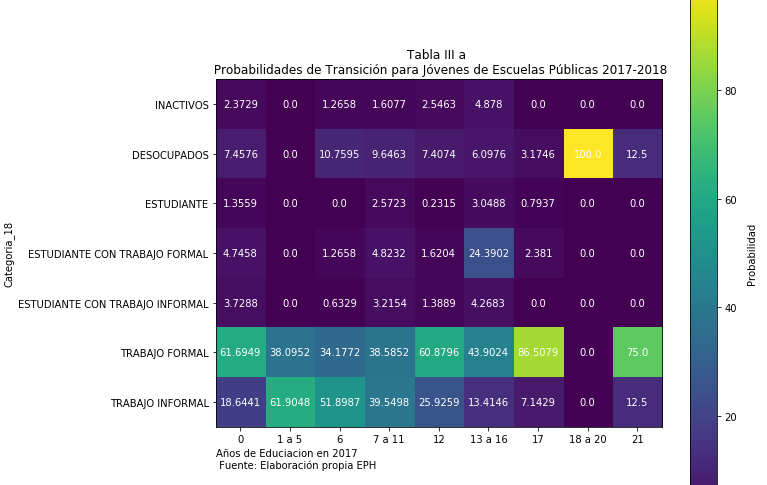 Tabla III a
Probabilidades de Transición para Jóvenes de Escuelas Públicas 2017-2018
INACTIVOS 2.3729 0.0 1.2658 1.6077 2.5463 4.878 0.0 0.0 0.0
DESOCUPADOS 7.4576 0.0 10.7595 9.6463 7.4074 6.0976 3.1746 100.0 12.5
ESTUDIANTE 1.3559 0.0 0.0 2.5723 0.2315 3.0488 0.7937 0.0 0.0
ESTUDIANTE CON TRABAJO FORMAL 4.7458 0.0 1.2658 4.8232 1.6204 24.3902 2.381 0.0 0.0
ESTUDIANTE CON TRABAJO INFORMAL 3.7288 0.0 0.6329 3.2154 1.3889 4.2683 0.0 0.0 0.0
TRABAJO FORMAL 61.6949 38.0952 34.1772 38.5852 60.8796 43.9024 86.5079 0.0 75.0
TRABAJO INFORMAL 18.6441 61.9048 51.8987 39.5498 25.9259 13.4146 7.1429 0.0 12.5
0 1 a 5 6 7 a 11 12 13 a 16 17 18 a 20 21
Años de Educiacion en 2017
Fuente: Elaboración propia EPH
Categoria_18
80
60
40
20
Probabilidad